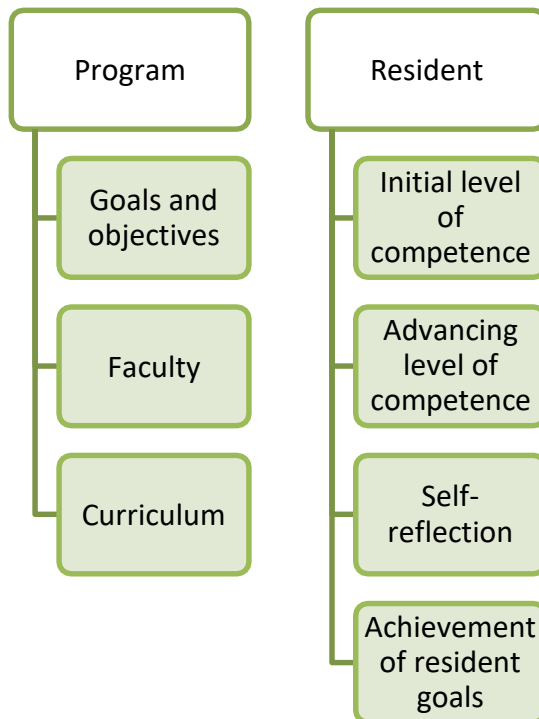 Program
Goals and
objectives
Faculty
Curriculum
Resident
Initial level
of
competence
Advancing
level of
competence
Self-
reflection
Achievement
of resident
goals